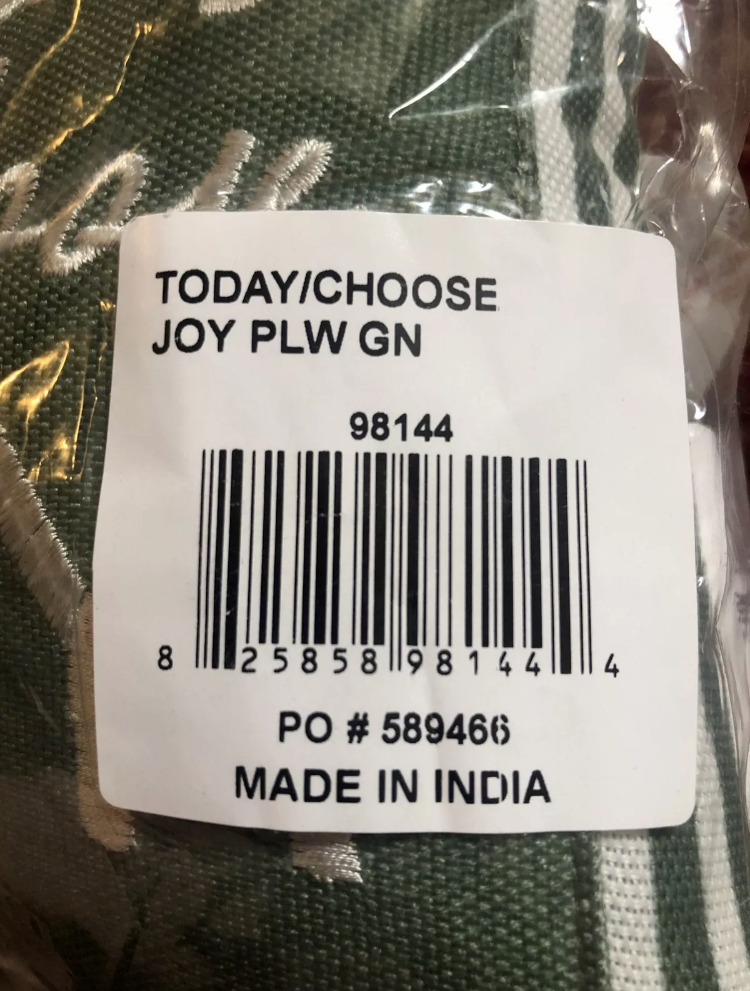 TODAY/CHOOSE
JOY PLW GN
98144
8 25858 98144 4
PO # 589466
MADE IN INDIA